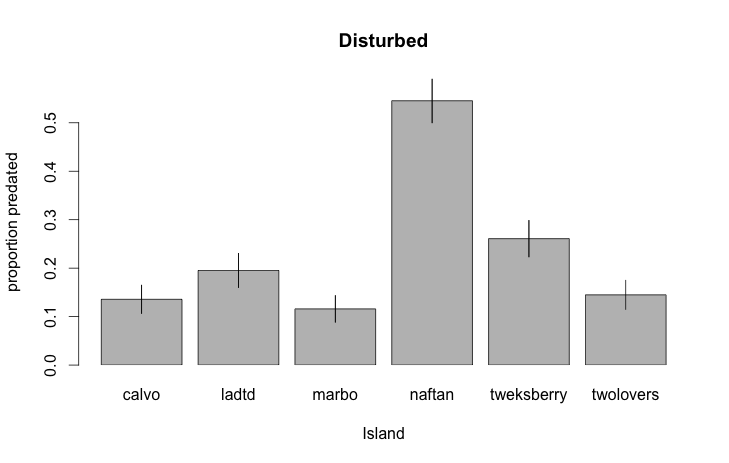 Disturbed
proportion predated
0.5
0.4
0.3
0.2
0.1
0.0
calvo ladtd marbo naftan tweksberry twolovers
Island